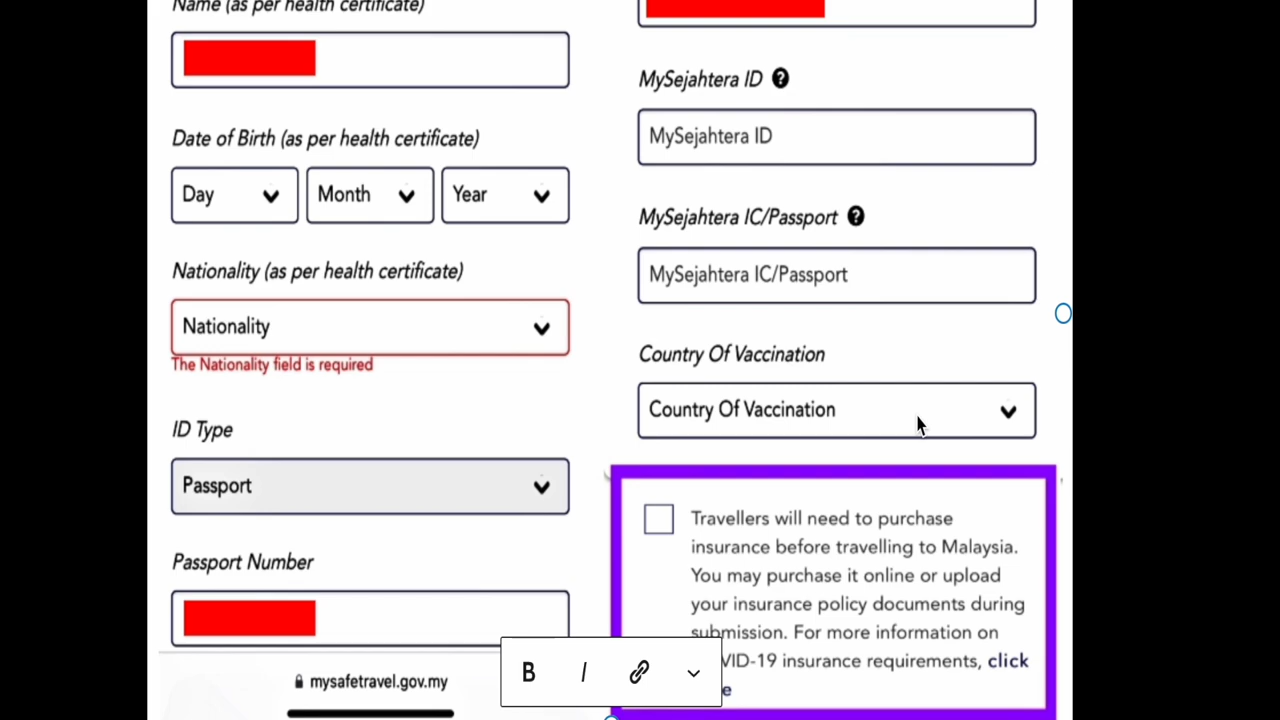 Name (as per health certificate)
Date of Birth (as per health certificate)
Day
Month
Year
Nationality (as per health certificate)
Nationality
The Nationality field is required
ID Type
Passport
Passport Number
mysafetravel.gov.my
MySejahtera ID ?
MySejahtera ID
MySejahtera IC/Passport ?
MySejahtera IC/Passport
Country Of Vaccination
Country Of Vaccination
Travellers will need to purchase
insurance before travelling to Malaysia.
You may purchase it online or upload
your insurance policy documents during
submission. For more information on
VID-19 insurance requirements, click
e
B I